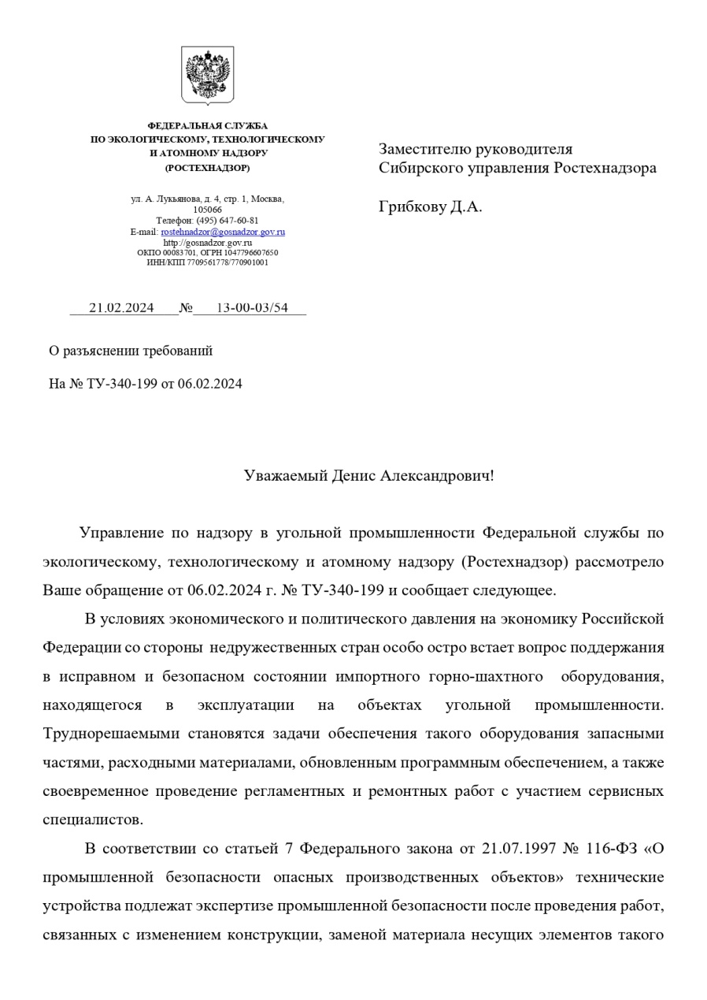 ФЕДЕРАЛЬНАЯ СЛУЖБА
ПО ЭКОЛОГИЧЕСКОМУ, ТЕХНОЛОГИЧЕСКОМУ
И АТОМНОМУ НАДЗОРУ
(РОСТЕХНАДЗОР)
ул. А. Лукьянова, д. 4, стр. 1, Москва,
105066
Телефон: (495) 647-60-81
E-mail: rostehnadzor@gosnadzor.gov.ru
http://gosnadzor.gov.ru
ОКПО 00083701, ОГРН 1047796607650
ИНН/КПП 7709561778/770901001
21.02.2024 № 13-00-03/54
О разъяснении требований
На № ТУ-340-199 от 06.02.2024
Заместителю руководителя
Сибирского управления Ростехнадзора
Грибкову Д.А.
Уважаемый Денис Александрович!
Управление по надзору в угольной промышленности Федеральной службы по
экологическому, технологическому и атомному надзору (Ростехнадзор) рассмотрело
Ваше обращение от 06.02.2024 г. № ТУ-340-199 и сообщает следующее.
В условиях экономического и политического давления на экономику Российской
Федерации со стороны недружественных стран особо остро встает вопрос поддержания
в исправном и безопасном состоянии импортного горно-шахтного оборудования,
находящегося в эксплуатации на объектах угольной промышленности.
Труднорешаемыми становятся задачи обеспечения такого оборудования запасными
частями, расходными материалами, обновленным программным обеспечением, а также
своевременное проведение регламентных и ремонтных работ с участием сервисных
специалистов.
В соответствии со статьей 7 Федерального закона от 21.07.1997 № 116-ФЗ «О
промышленной безопасности опасных производственных объектов» технические
устройства подлежат экспертизе промышленной безопасности после проведения работ,
связанных с изменением конструкции, заменой материала несущих элементов такого